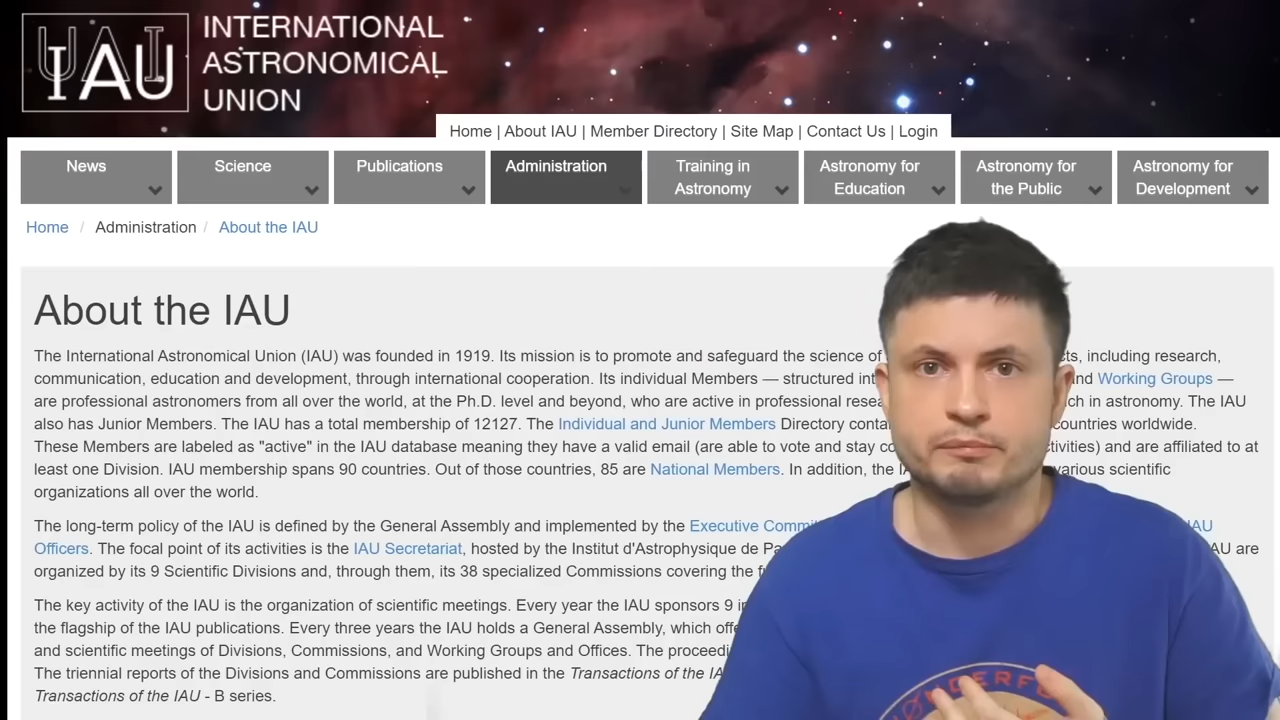 IAU
INTERNATIONAL
ASTRONOMICAL
UNION
Home | About IAU | Member Directory | Site Map | Contact Us | Login
News
Science
Publications
Administration
Training in
Astronomy
Astronomy for
Education
Astronomy for
the Public
Astronomy for
Development
Home / Administration / About the IAU
About the IAU
The International Astronomical Union (IAU) was founded in 1919. Its mission is to promote and safeguard the science of including research,
communication, education and development, through international cooperation. Its individual Members — structured and Working Groups —
are professional astronomers from all over the world, at the Ph.D. level and beyond, who are active in professional in astronomy. The IAU
also has Junior Members. The IAU has a total membership of 12127. The Individual and Junior Members Directory countries worldwide.
These Members are labeled as "active" in the IAU database meaning they have a valid email (are able to vote and stay and are affiliated to at
least one Division. IAU membership spans 90 countries. Out of those countries, 85 are National Members. In addition, the various scientific
organizations all over the world.
The long-term policy of the IAU is defined by the General Assembly and implemented by the Executive IAU
Officers. The focal point of its activities is the IAU Secretariat, hosted by the Institut d'Astrophysique de are
organized by its 9 Scientific Divisions and, through them, its 38 specialized Commissions covering the
The key activity of the IAU is the organization of scientific meetings. Every year the IAU sponsors 9
the flagship of the IAU publications. Every three years the IAU holds a General Assembly, which
and scientific meetings of Divisions, Commissions, and Working Groups and Offices. The
The triennial reports of the Divisions and Commissions are published in the Transactions of the
Transactions of the IAU - B series.